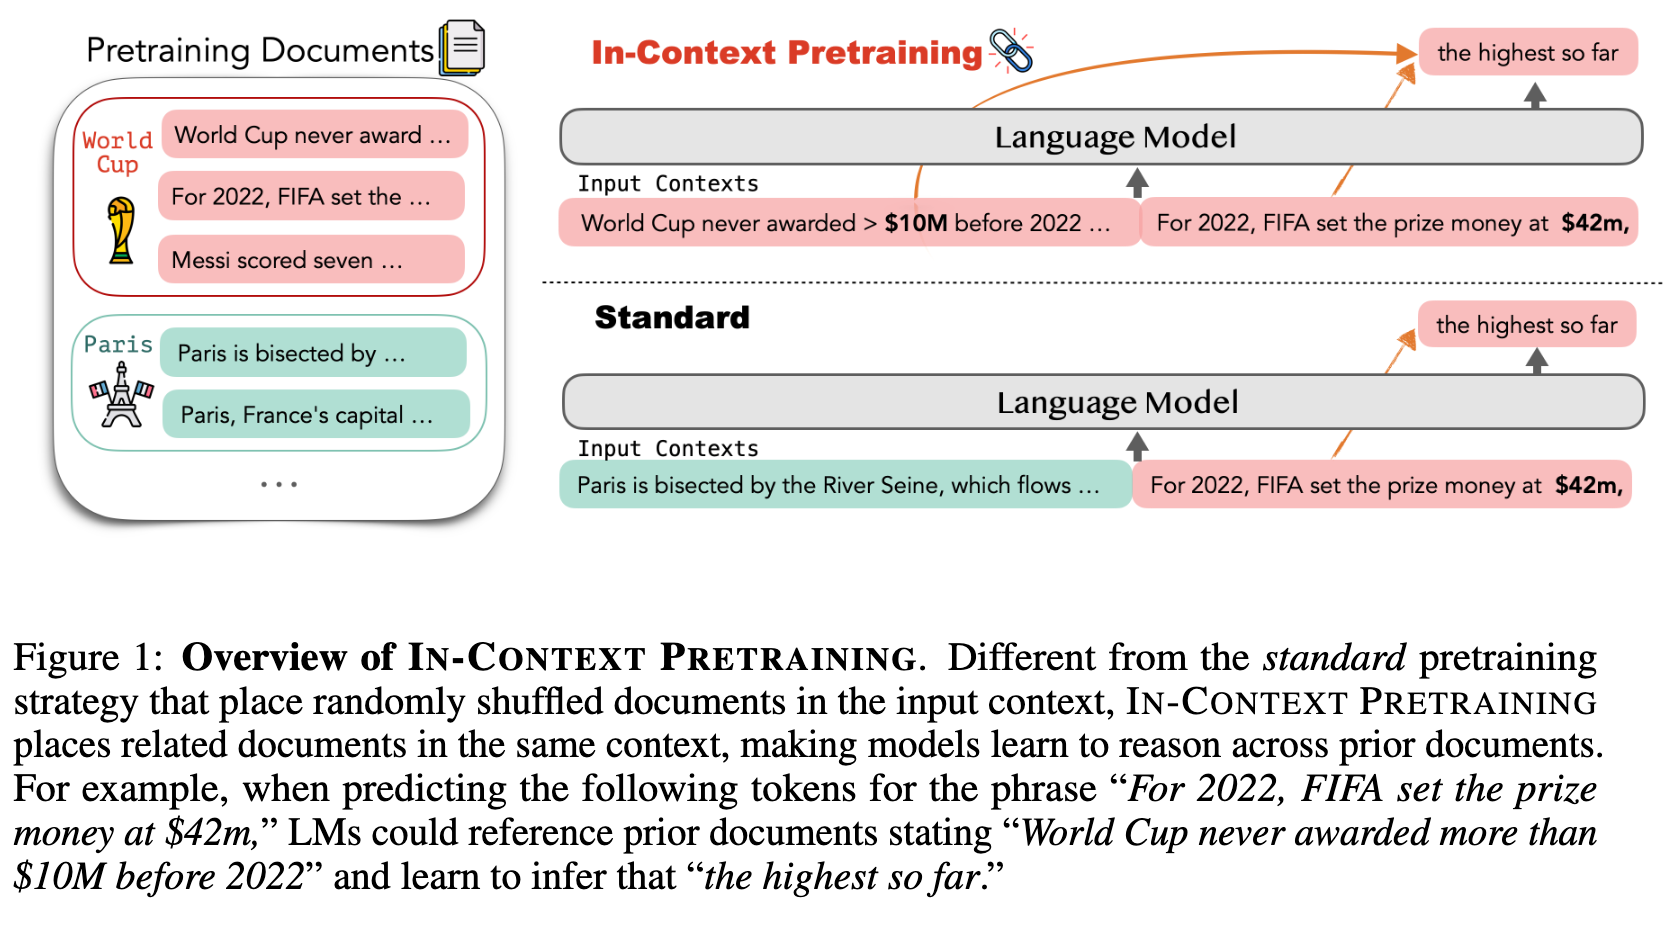 Pretraining Documents
World
Cup
World Cup never award ...
For 2022, FIFA set the ...
Messi scored seven ...
Paris
Paris is bisected by ...
Paris, France's capital ...
...
In-Context Pretraining
the highest so far
Language Model
Input Contexts
World Cup never awarded > $10M before 2022 ...
For 2022, FIFA set the prize money at $42m,
Standard
the highest so far
Language Model
Input Contexts
Paris is bisected by the River Seine, which flows ...
For 2022, FIFA set the prize money at $42m,
Figure 1: Overview of IN-CONTEXT PRETRAINING. Different from the standard pretraining
strategy that place randomly shuffled documents in the input context, IN-CONTEXT PRETRAINING
places related documents in the same context, making models learn to reason across prior documents.
For example, when predicting the following tokens for the phrase “For 2022, FIFA set the prize
money at $42m,” LMs could reference prior documents stating “World Cup never awarded more than
$10M before 2022” and learn to infer that “the highest so far.”